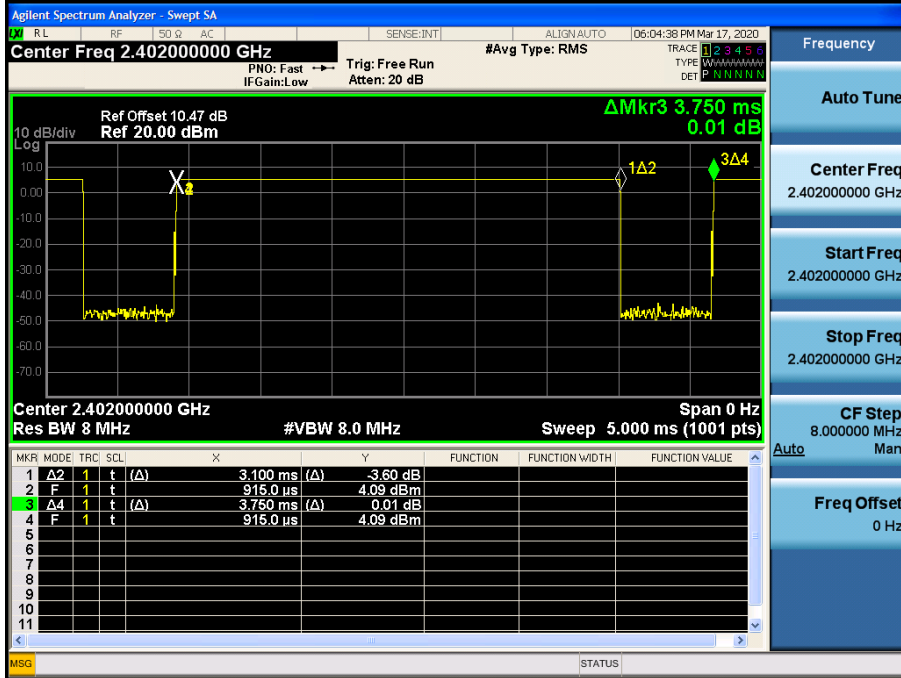 Agilent Spectrum Analyzer - Swept SA
LXI RL RF 50 Ω AC SENSE:INT ALIGNAUTO 06:04:38 PM Mar 17, 2020
Center Freq 2.402000000 GHz #Avg Type: RMS TRACE 1 2 3 4 5 6
PNO: Fast Trig: Free Run TYPE
IFGain:Low Atten: 20 dB DET P N N N N N
Ref Offset 10.47 dB ΔMkr3 3.750 ms
10 dB/div Ref 20.00 dBm 0.01 dB
Log
10.0
0.00
-10.0
-20.0
-30.0
-40.0
-50.0
-60.0
-70.0
2
1Δ2
3Δ4
Center 2.402000000 GHz Span 0 Hz
Res BW 8 MHz #VBW 8.0 MHz Sweep 5.000 ms (1001 pts)
MKR MODE TRC SCL X Y FUNCTION FUNCTION WIDTH FUNCTION VALUE
1 Δ2 1 t (Δ) 3.100 ms (Δ) -3.60 dB
2 F 1 t 915.0 µs 4.09 dBm
3 Δ4 1 t (Δ) 3.750 ms (Δ) 0.01 dB
4 F 1 t 915.0 µs 4.09 dBm
5
6
7
8
9
10
11
MSG STATUS
Frequency
Auto Tune
Center Freq
2.402000000 GHz
Start Freq
2.402000000 GHz
Stop Freq
2.402000000 GHz
CF Step
8.000000 MHz
Auto Man
Freq Offset
0 Hz